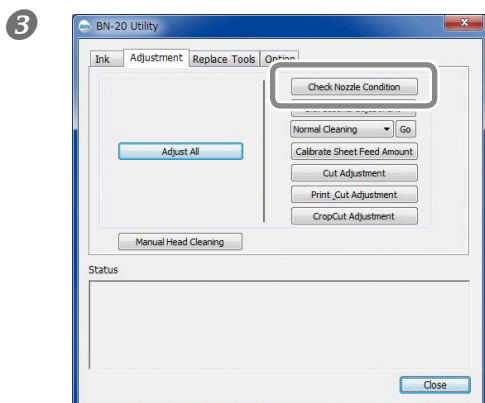 3
BN-20 Utility
Ink Adjustment Replace Tools Option
Check Nozzle Condition
Normal Cleaning Go
Adjust All
Calibrate Sheet Feed Amount
Cut Adjustment
Print_Cut Adjustment
CropCut Adjustment
Manual Head Cleaning
Status
Close